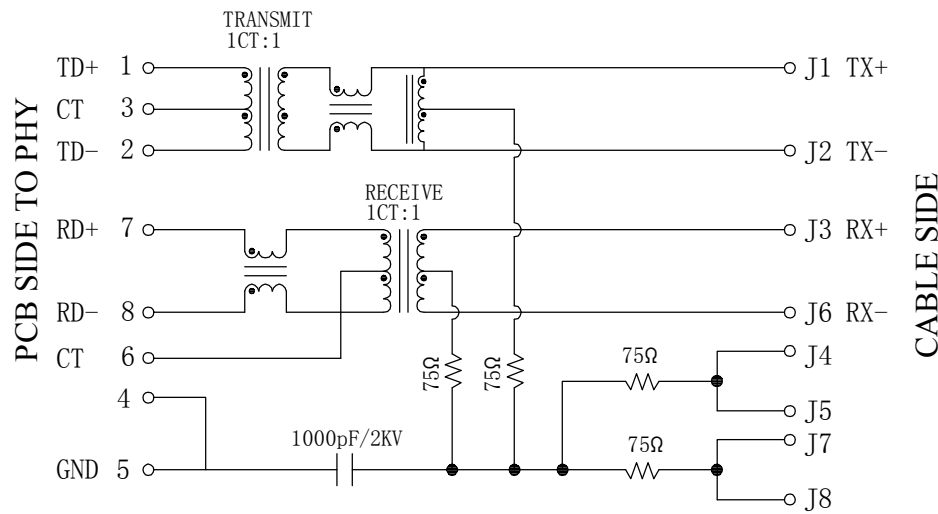 TRANSMIT
1CT:1
TD+ 1
CT 3
TD- 2
J1 TX+
J2 TX-
RECEIVE
1CT:1
RD+ 7
RD- 8
CT 6
4
GND 5
J3 RX+
J6 RX-
75Ω
75Ω
75Ω
J4
J5
1000pF/2KV
75Ω
J7
J8
PCB SIDE TO PHY
CABLE SIDE